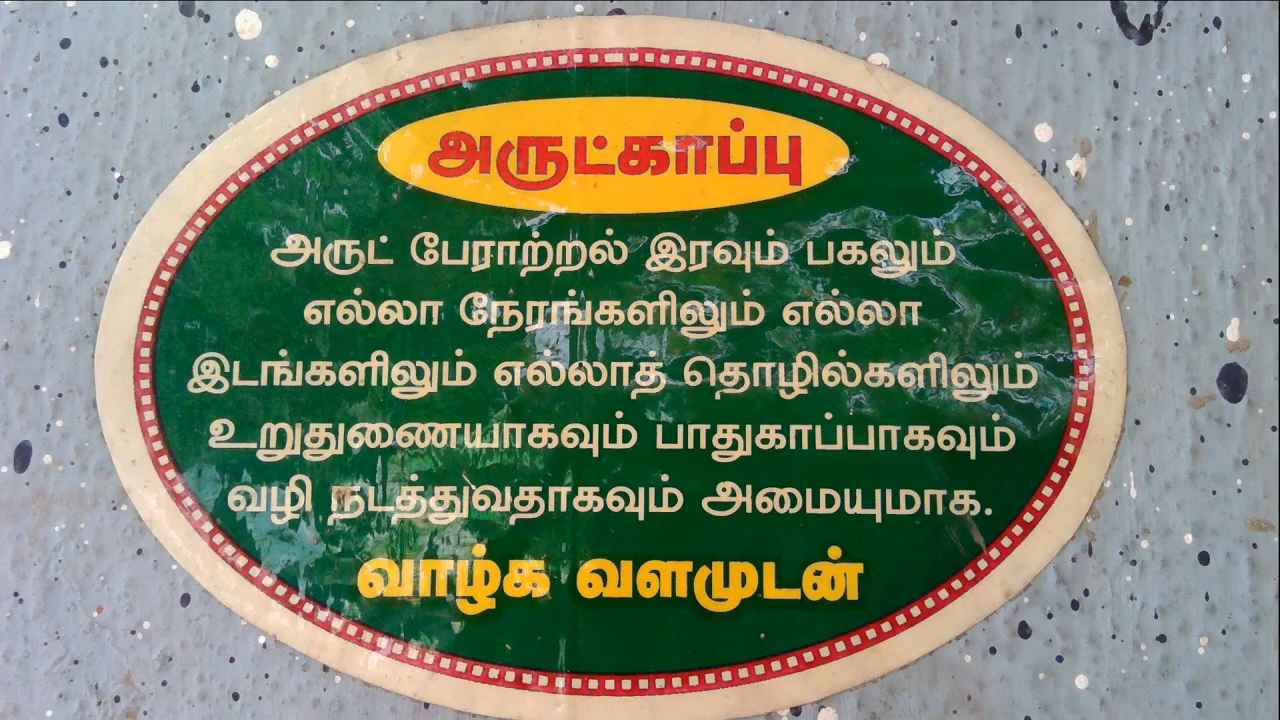 அருட்காப்பு
அருட் பேராற்றல் இரவும் பகலும்
எல்லா நேரங்களிலும் எல்லா
இடங்களிலும் எல்லாத் தொழில்களிலும்
உறுதுணையாகவும் பாதுகாப்பாகவும்
வழி நடத்துவதாகவும் அமையுமாக.
வாழ்க வளமுடன்